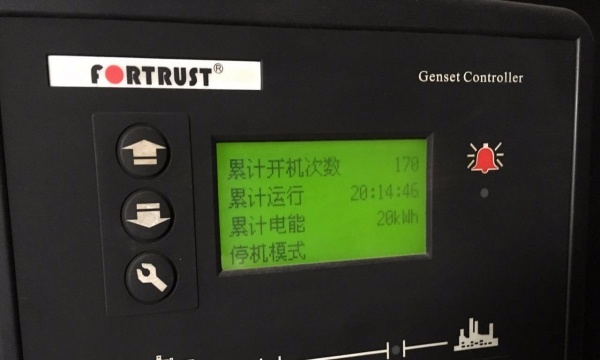 FORTRUST®
Genset Controller
累计开机次数 170
累计运行 20:14:46
累计电能 20kWh
停机模式